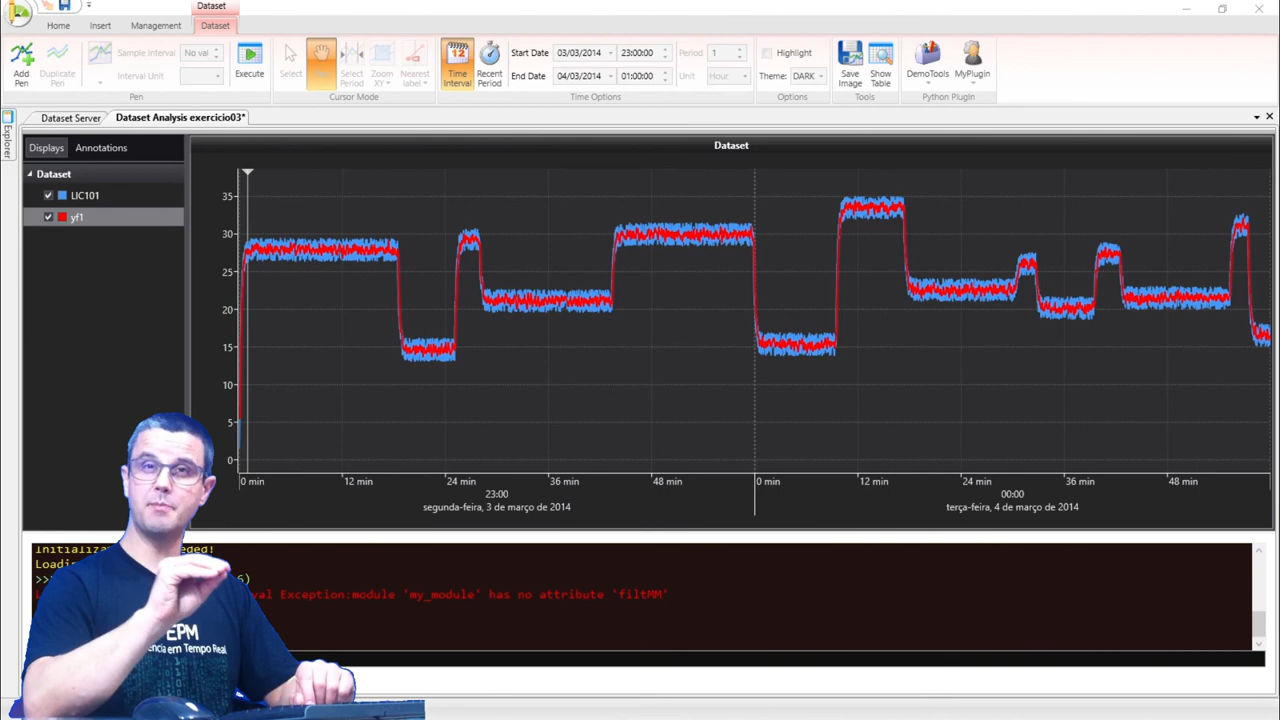 Dataset
Home
Insert
Management
Dataset
Add
Pen
Duplicate
Pen
Sample Interval
No val
Interval Unit
Pen
Execute
Select
Select
Period
Zoom
XY
Nearest
label
Cursor Mode
12
Time
Interval
Recent
Period
Start Date
03/03/2014
23:00:00
End Date
04/03/2014
01:00:00
Period
1
Unit
Hour
Time Options
Highlight
Theme:
DARK
Options
Save
Image
Show
Table
Tools
DemoTools
MyPlugin
Python PlugIn
Explorer
Dataset Server
Dataset Analysis exercicio03*
Displays
Annotations
Dataset
LIC101
yf1
Dataset
35
30
25
20
15
10
5
0
0 min
12 min
24 min
36 min
48 min
0 min
12 min
24 min
36 min
48 min
23:00
00:00
segunda-feira, 3 de março de 2014
terça-feira, 4 de março de 2014
>>
6)
Exception:module 'my_module' has no attribute 'filtMM'
EPM
em Tempo Real